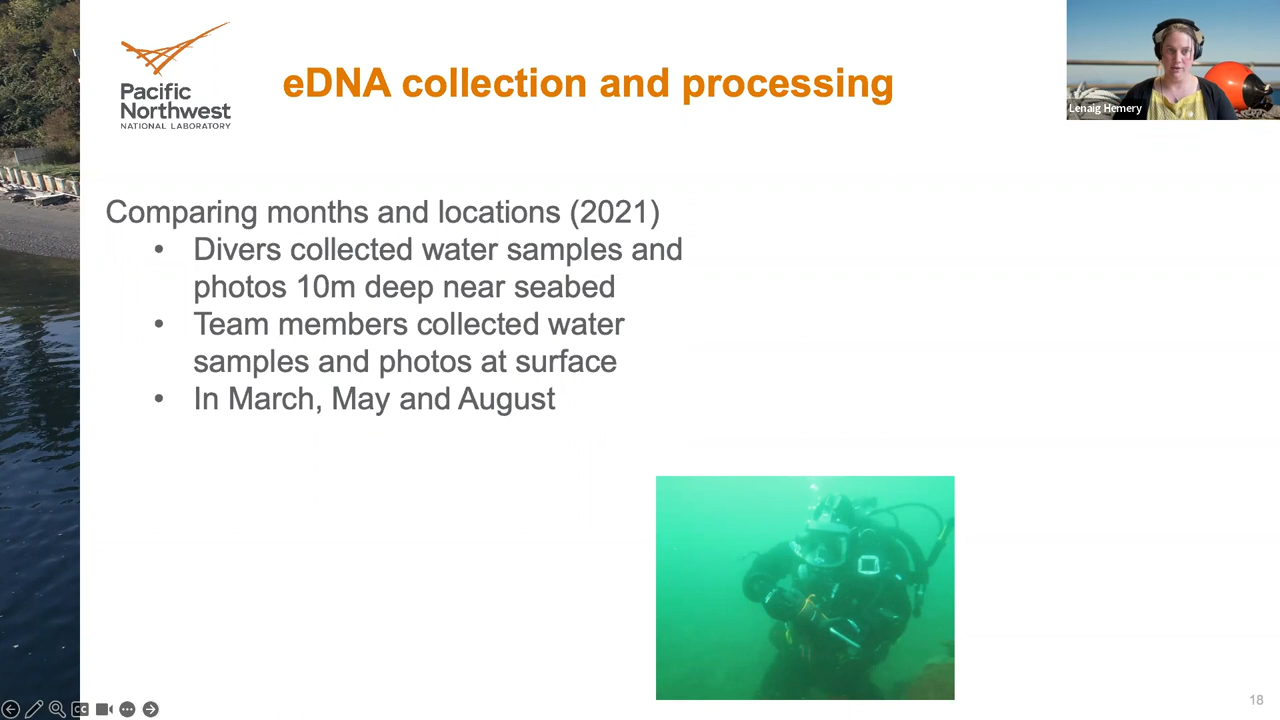 Pacific
Northwest
NATIONAL LABORATORY
eDNA collection and processing
Lenaig Hemery
Comparing months and locations (2021)
• Divers collected water samples and
photos 10m deep near seabed
• Team members collected water
samples and photos at surface
• In March, May and August
CC
18